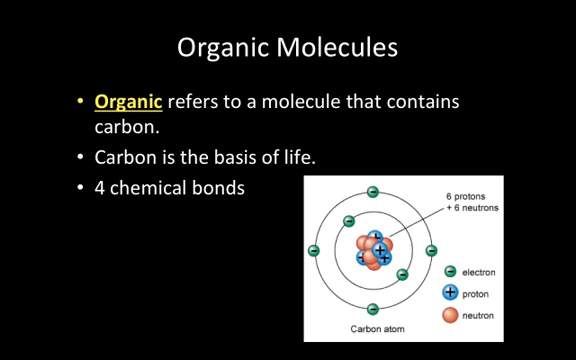 Organic Molecules
• Organic refers to a molecule that contains
carbon.
• Carbon is the basis of life.
• 4 chemical bonds
6 protons
+ 6 neutrons
electron
proton
neutron
Carbon atom